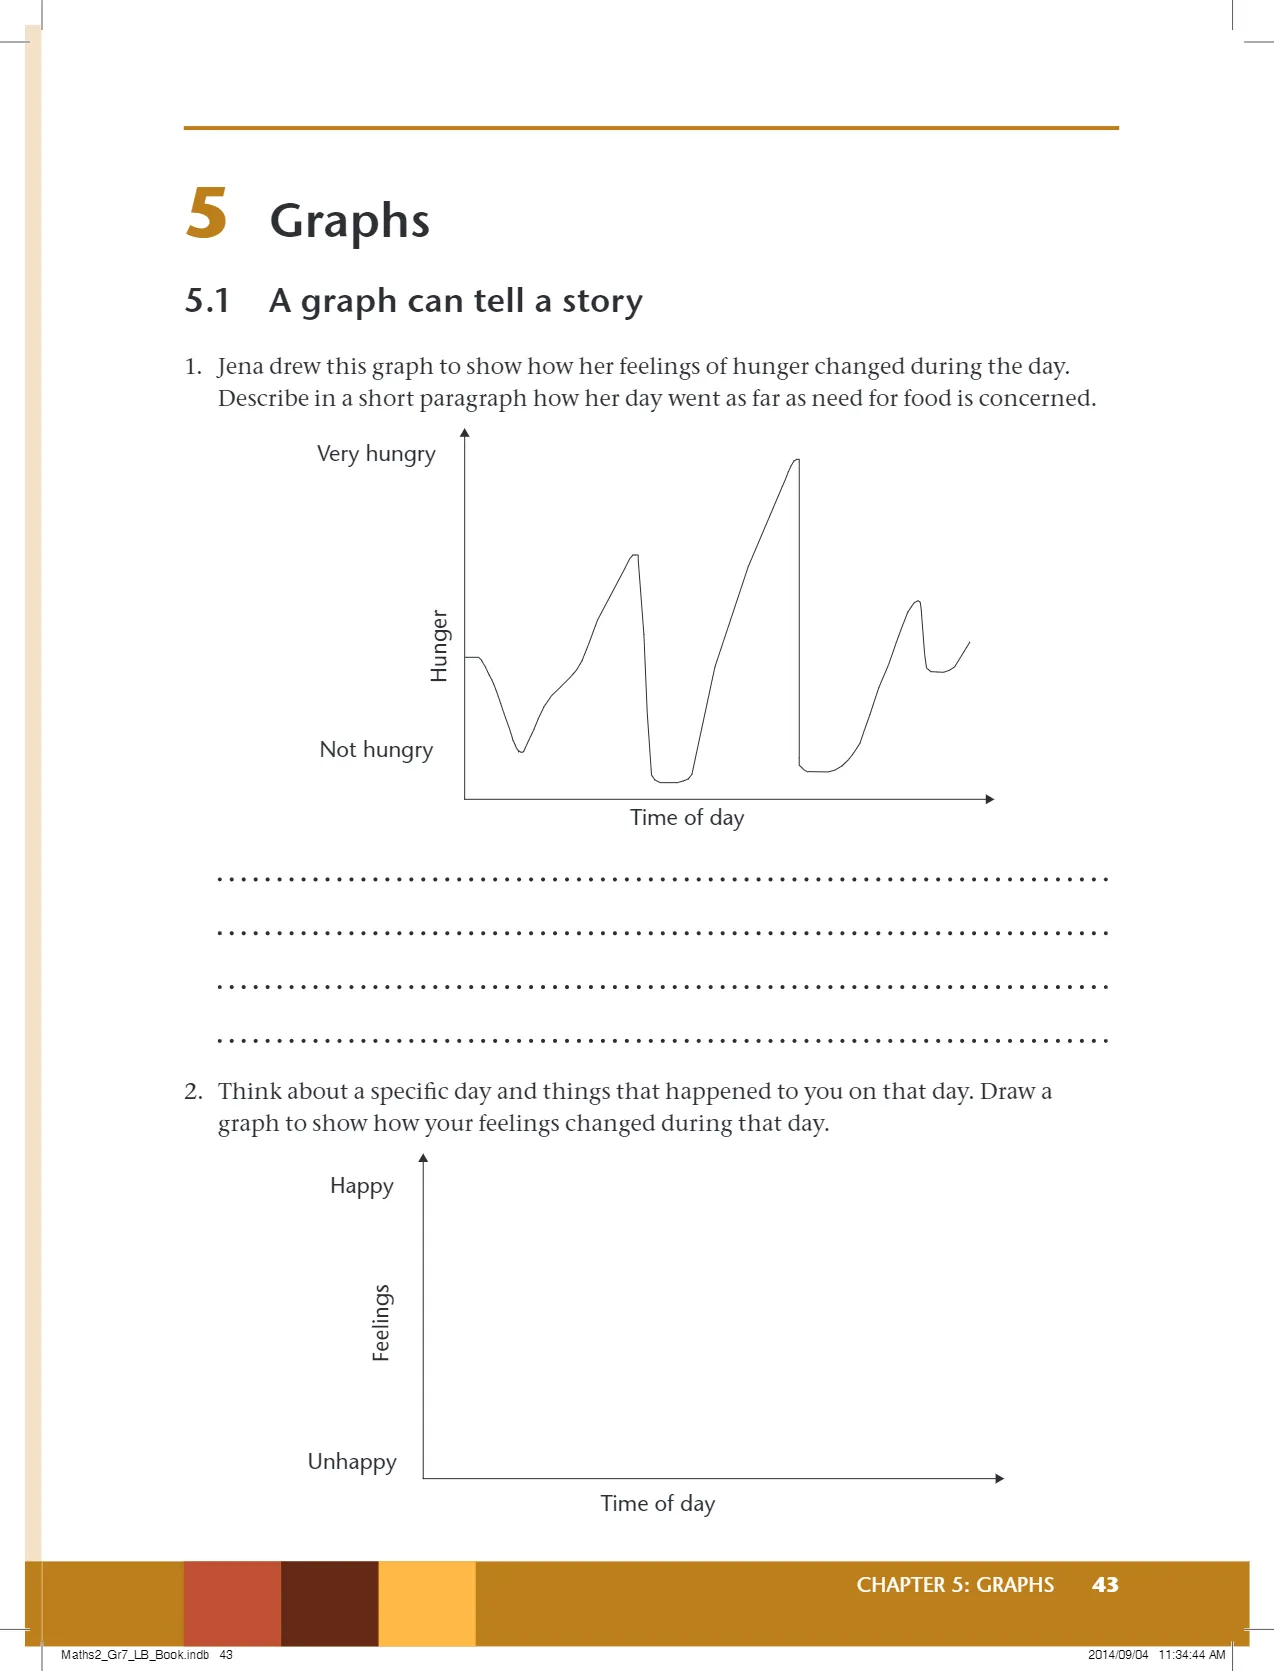 5 Graphs
5.1 A graph can tell a story
1. Jena drew this graph to show how her feelings of hunger changed during the day.
Describe in a short paragraph how her day went as far as need for food is concerned.
Very hungry
Hunger
Not hungry
Time of day
2. Think about a specific day and things that happened to you on that day. Draw a
graph to show how your feelings changed during that day.
Happy
Feelings
Unhappy
Time of day
CHAPTER 5: GRAPHS 43
Maths2_Gr7_LB_Book.indb 43
2014/09/04 11:34:44 AM